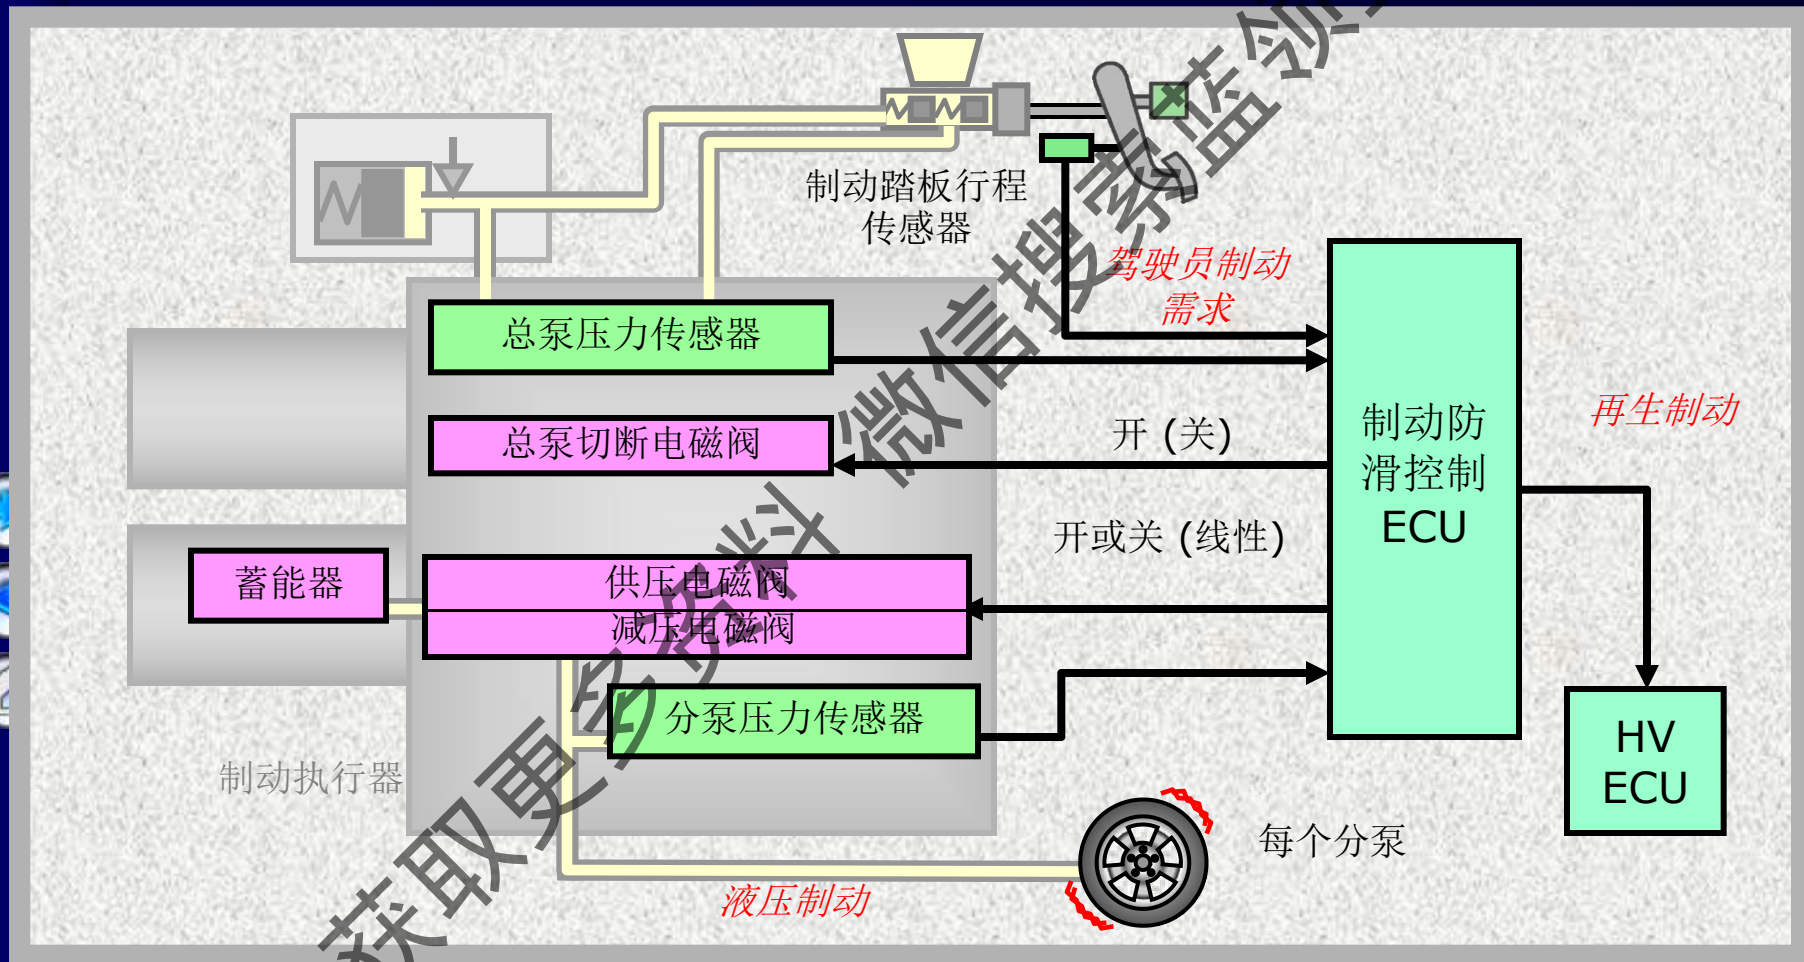 制动踏板行程
传感器
驾驶员制动
需求
总泵压力传感器
总泵切断电磁阀
开 (关)
制动防
滑控制
ECU
再生制动
开或关 (线性)
蓄能器
供压电磁阀
减压电磁阀
分泵压力传感器
HV
ECU
制动执行器
每个分泵
液压制动
获取更多资料 微信搜索蓝领